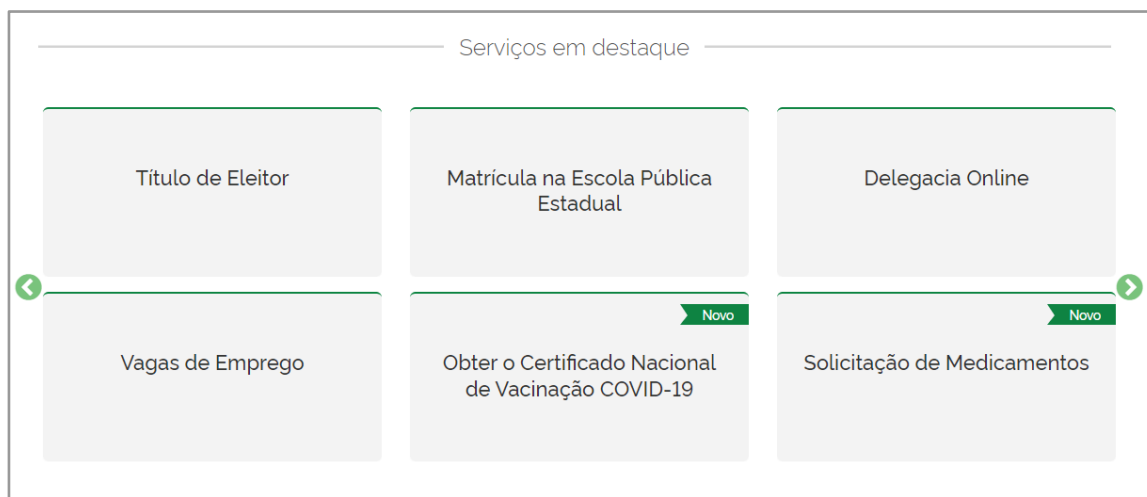 Serviços em destaque
Título de Eleitor
Matrícula na Escola Pública
Estadual
Delegacia Online
Vagas de Emprego
Novo
Obter o Certificado Nacional
de Vacinação COVID-19
Novo
Solicitação de Medicamentos